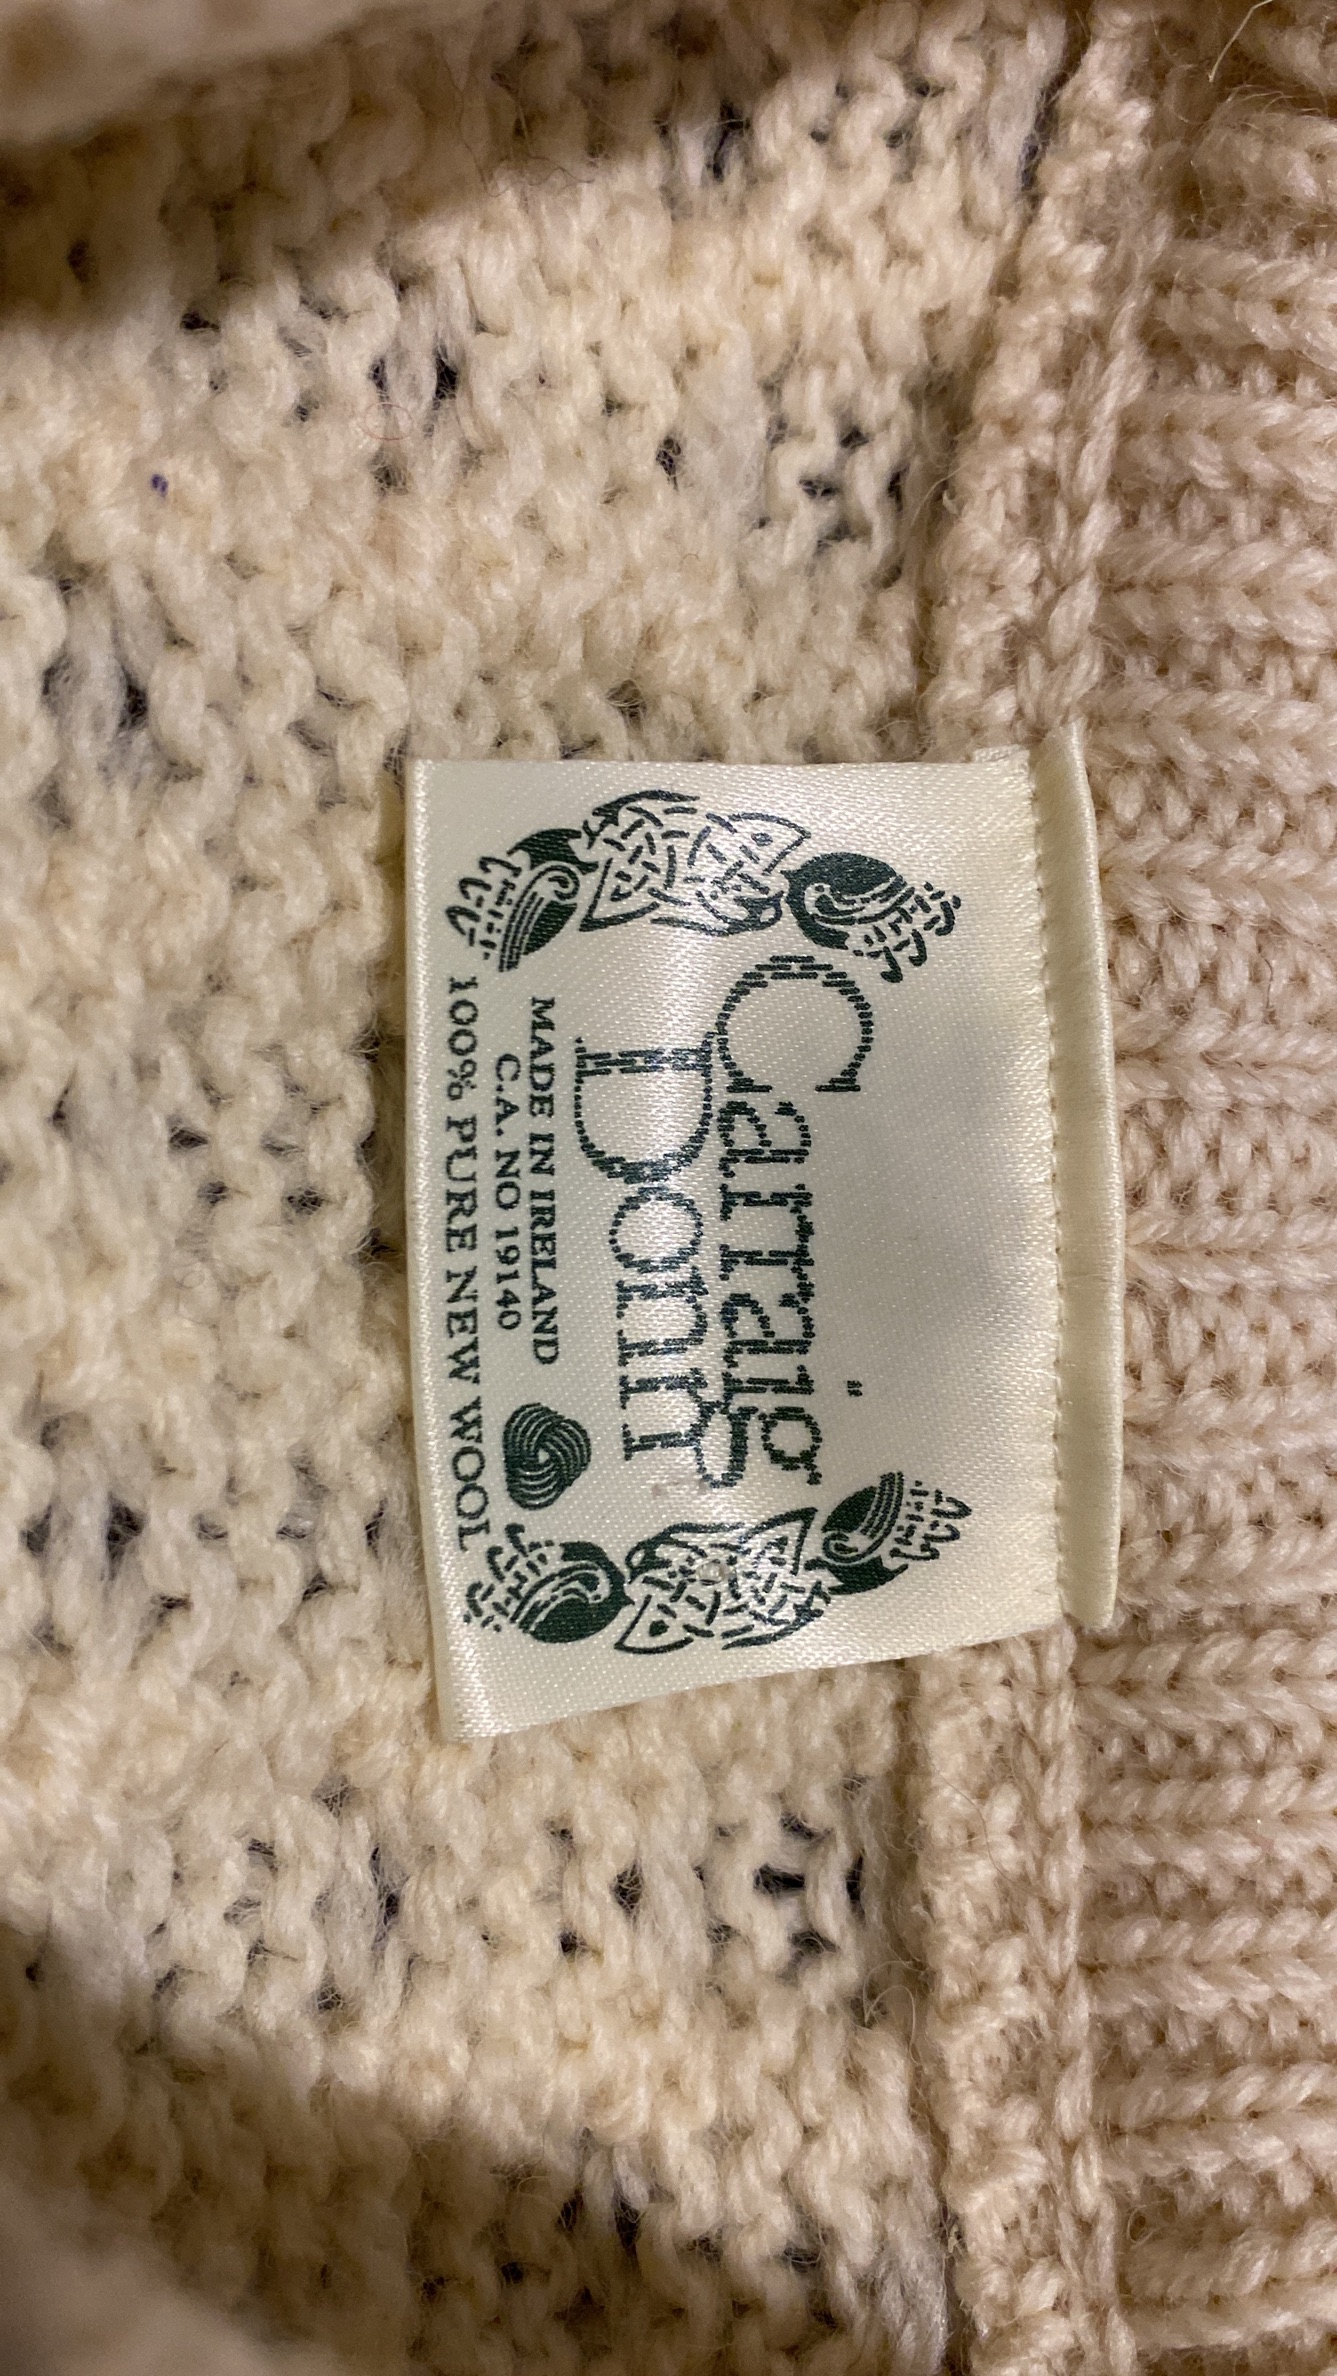 Carraig
Donn
MADE IN IRELAND
C.A. NO 19140
100% PURE NEW WOOL